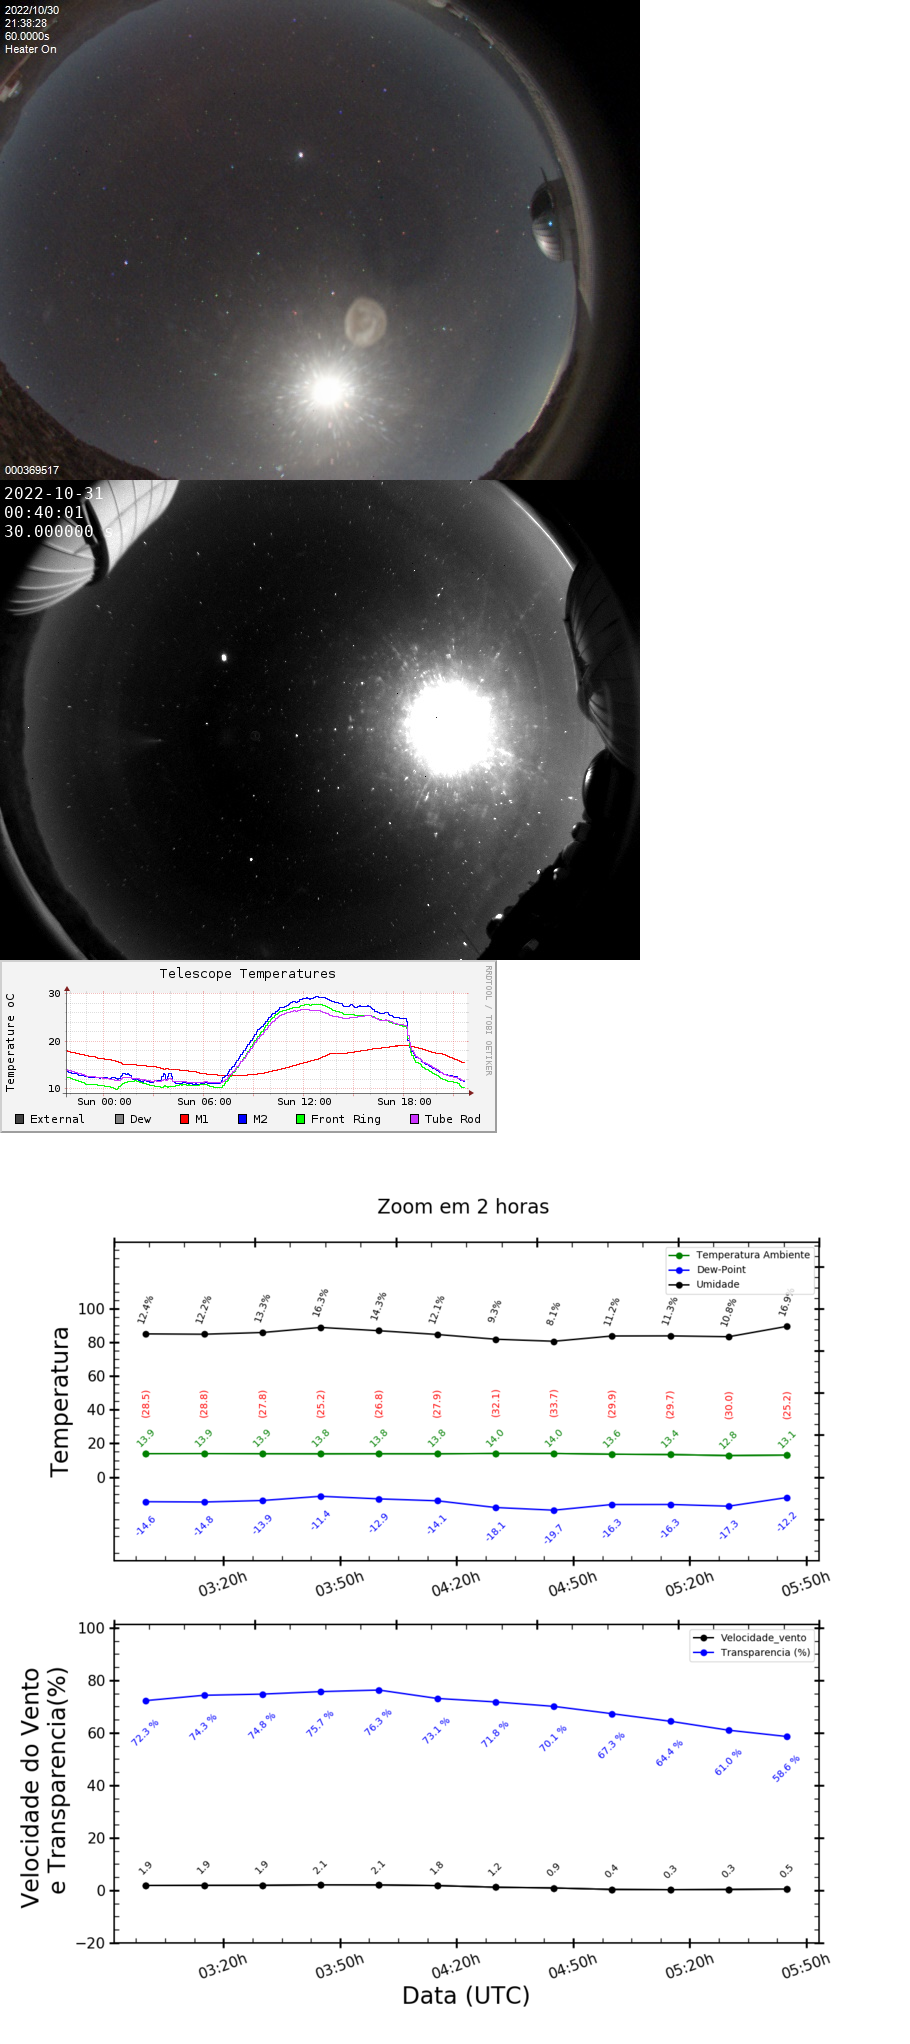 2022/10/30
21:38:28
60.0000s
Heater On
000369517
2022-10-31
00:40:01
30.000000 s
Telescope Temperatures
RRDTOOL / TOBI OETIKER
Temperature oC
30
20
10
Sun 00:00 Sun 06:00 Sun 12:00 Sun 18:00
External Dew M1 M2 Front Ring Tube Rod
Zoom em 2 horas
Temperatura Ambiente
Dew-Point
Umidade
Temperatura
100
80
60
40
20
0
12.4% 12.2% 13.3% 16.3% 14.3% 12.1% 9.3% 8.1% 11.2% 11.3% 10.8% 16.9%
(28.5) (28.8) (27.8) (25.2) (26.8) (27.9) (32.1) (33.7) (29.9) (29.7) (30.0) (25.2)
13.9 13.9 13.9 13.8 13.8 13.8 14.0 14.0 13.6 13.4 12.8 13.1
-14.6 -14.8 -13.9 -11.4 -12.9 -14.1 -18.1 -19.7 -16.3 -16.3 -17.3 -12.2
03:20h 03:50h 04:20h 04:50h 05:20h 05:50h
Velocidade_vento
Transparencia (%)
Velocidade do Vento
e Transparencia(%)
100
80
60
40
20
0
−20
72.3 % 74.3 % 74.8 % 75.7 % 76.3 % 73.1 % 71.8 % 70.1 % 67.3 % 64.4 % 61.0 % 58.6 %
1.9 1.9 1.9 2.1 2.1 1.8 1.2 0.9 0.4 0.3 0.3 0.5
03:20h 03:50h 04:20h 04:50h 05:20h 05:50h
Data (UTC)